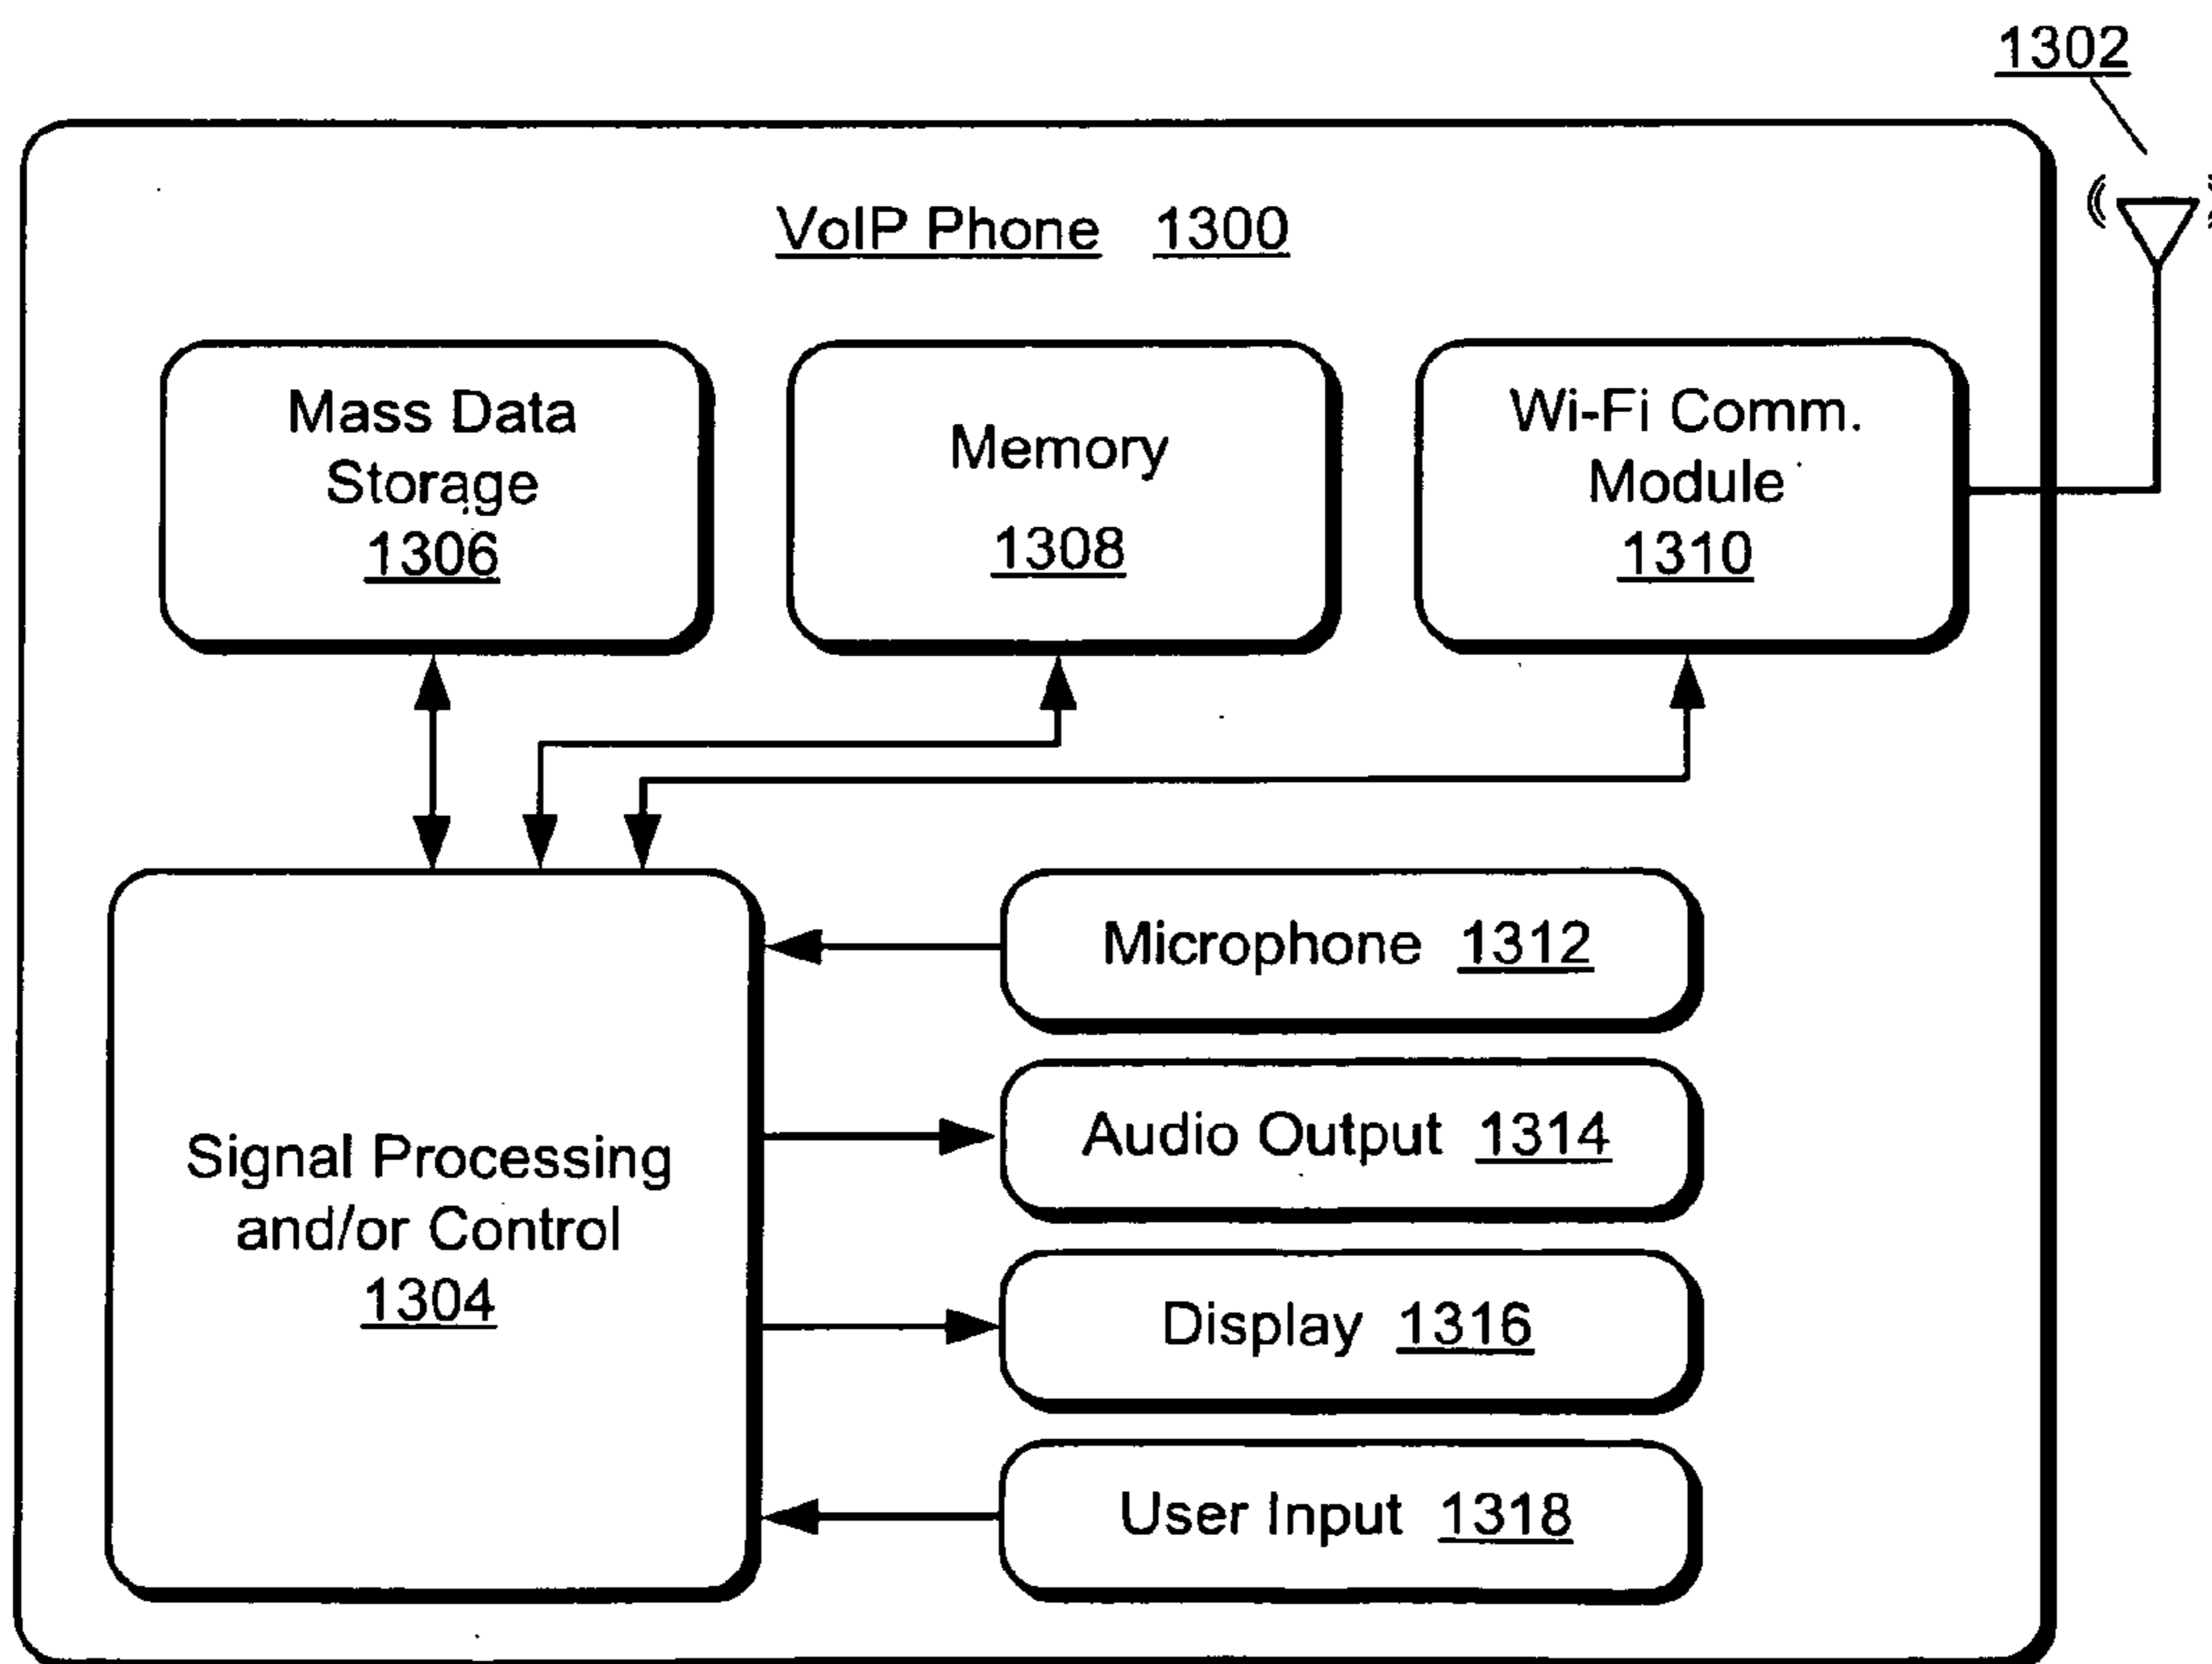 1302
VoIP Phone 1300
Mass Data
Storage
1306
Memory
1308
Wi-Fi Comm.
Module
1310
Signal Processing
and/or Control
1304
Microphone 1312
Audio Output 1314
Display 1316
User Input 1318